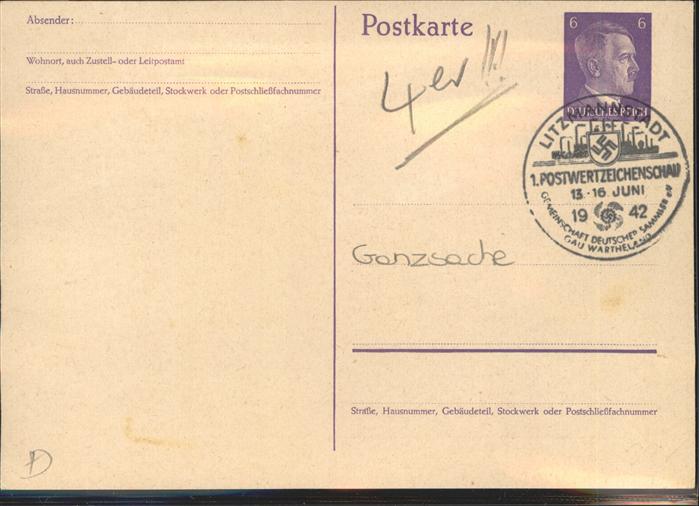 Absender:
Wohnort, auch Zustell- oder Leitpostamt
Straße, Hausnummer, Gebäudeteil, Stockwerk oder Postschließfachnummer
Postkarte
4er !!!
6 6
DEUTSCHES REICH
LITZMANNSTADT
1. POSTWERTZEICHENSCHAU
13.-16. JUNI
19 42
GEMEINSCHAFT DEUTSCHER SAMMLER eV
GAU WARTHELAND
Ganzsache
Straße, Hausnummer, Gebäudeteil, Stockwerk oder Postschließfachnummer
D